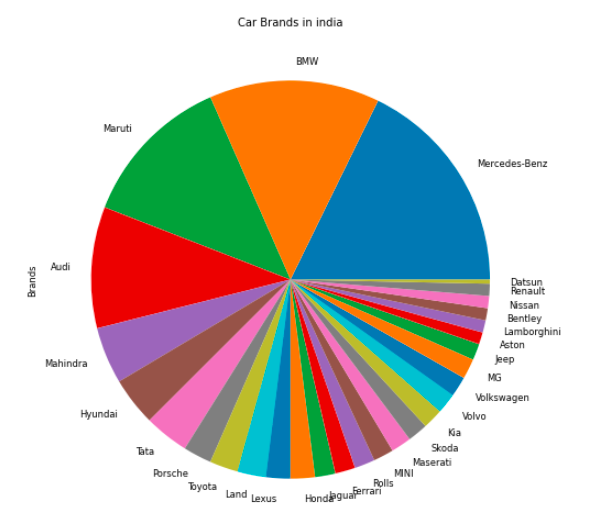 Car Brands in india
BMW
Maruti
Mercedes-Benz
Audi
Brands
Datsun
Renault
Nissan
Bentley
Lamborghini
Aston
Jeep
MG
Volkswagen
Volvo
Kia
Skoda
Maserati
MINI
Rolls
Ferrari
Jaguar
Honda
Lexus
Land
Toyota
Porsche
Tata
Hyundai
Mahindra